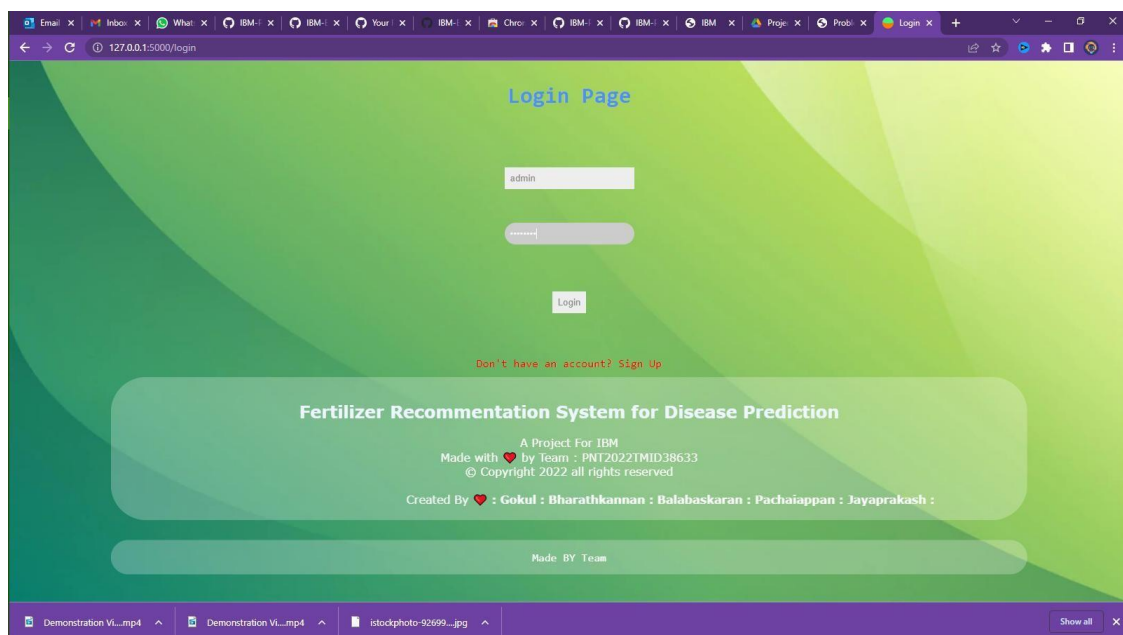 Email
Inbox
What
IBM-
IBM-
Your
IBM-
Chror
IBM-
IBM-
IBM
Proje
Probl
Login
127.0.0.1:5000/login
Login Page
admin
Login
Don't have an account? Sign Up
Fertilizer Recommentation System for Disease Prediction
A Project For IBM
Made with ❤ by Team : PNT2022TMID38633
© Copyright 2022 all rights reserved
Created By ❤ : Gokul : Bharathkannan : Balabaskaran : Pachaiappan : Jayaprakash :
Made BY Team
Demonstration Vi....mp4
Demonstration Vi....mp4
istockphoto-92699....jpg
Show all